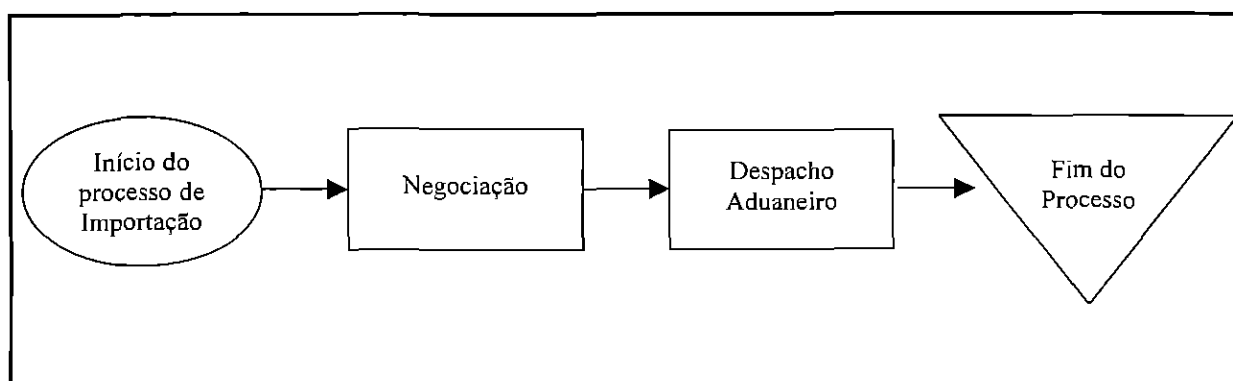 Início do
processo de
Importação
Negociação
Despacho
Aduaneiro
Fim do
Processo